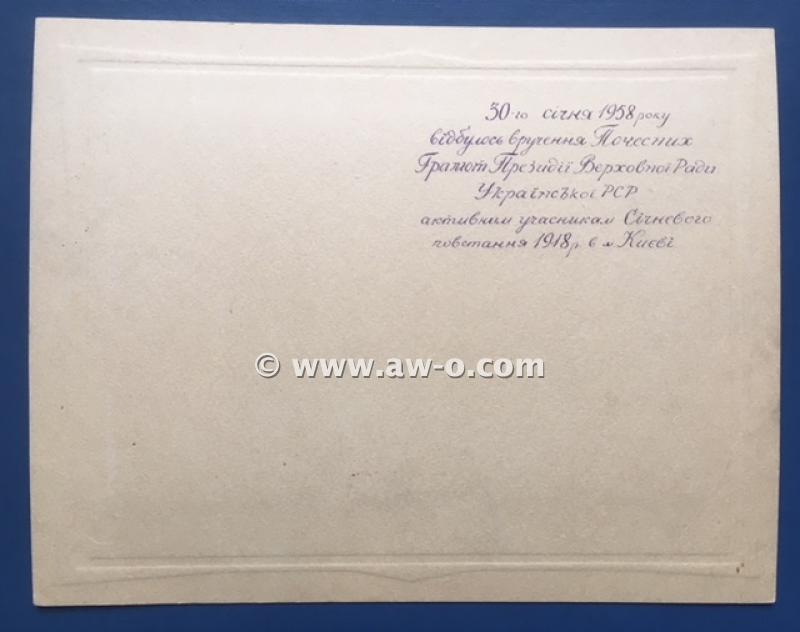 30-го січня 1958 року
відбулось вручення Почесних
Грамот Президії Верховної Ради
Української РСР
активним учасникам Січневого
повстання 1918 р. в м. Києві
© www.aw-o.com